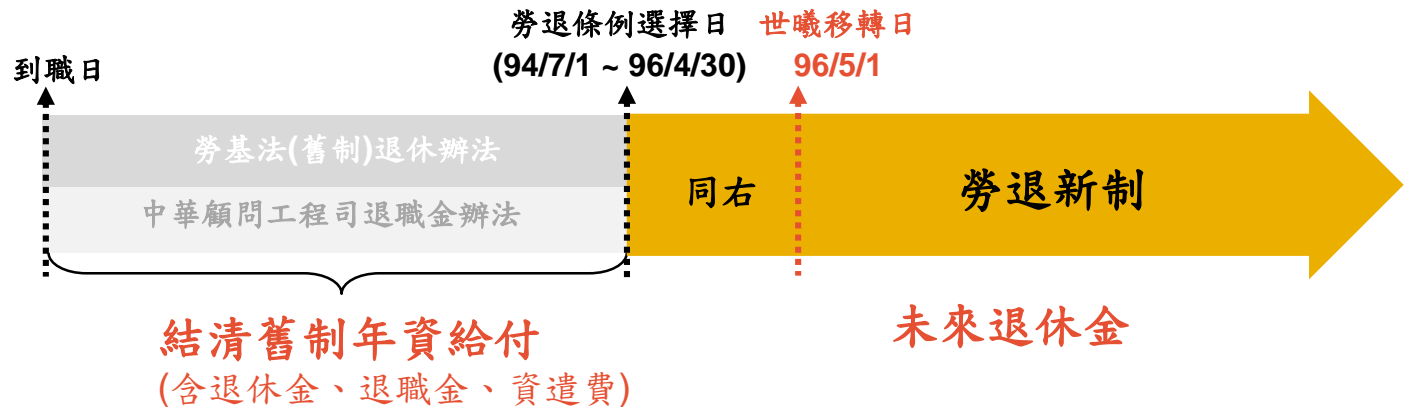 勞退條例選擇日
(94/7/1 ~ 96/4/30)
世曦移轉日
96/5/1
到職日
勞基法(舊制)退休辦法
中華顧問工程司退職金辦法
同右
勞退新制
結清舊制年資給付
(含退休金、退職金、資遣費)
未來退休金